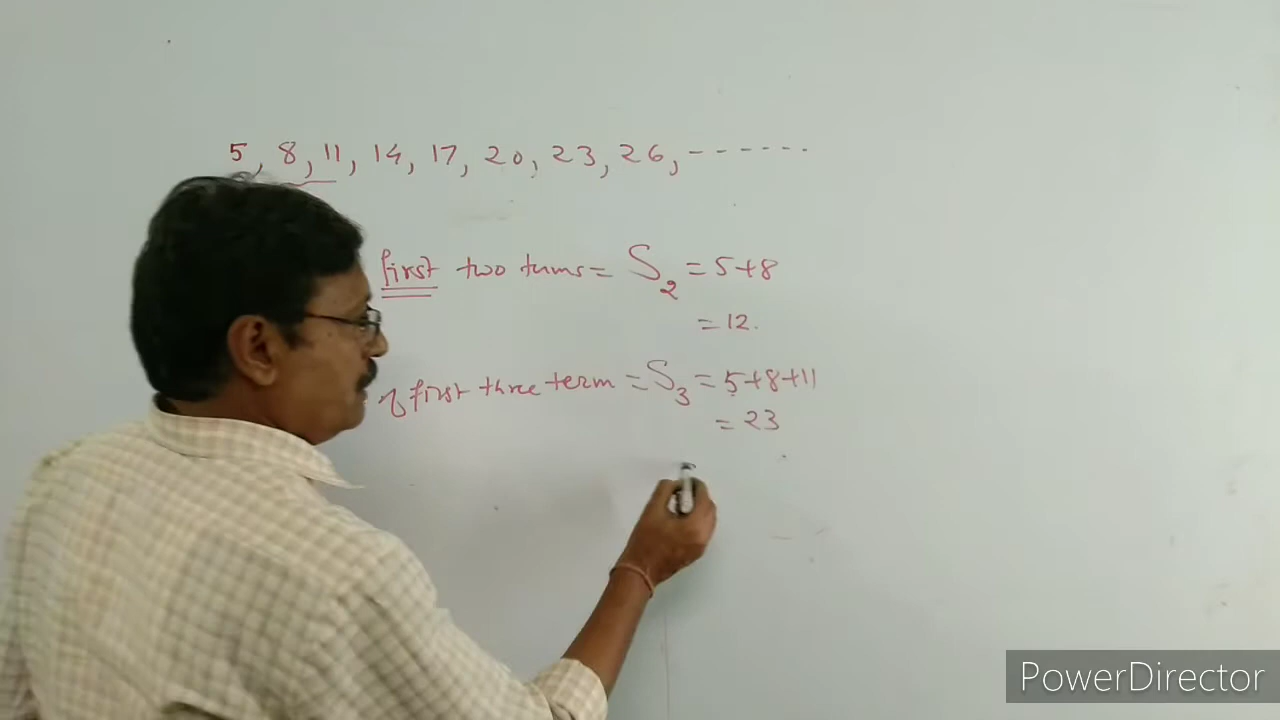 5, 8, 11, 14, 17, 20, 23, 26, ------
first two terms = S2 = 5+8
= 12.
of first three term = S3 = 5+8+11
= 23
PowerDirector